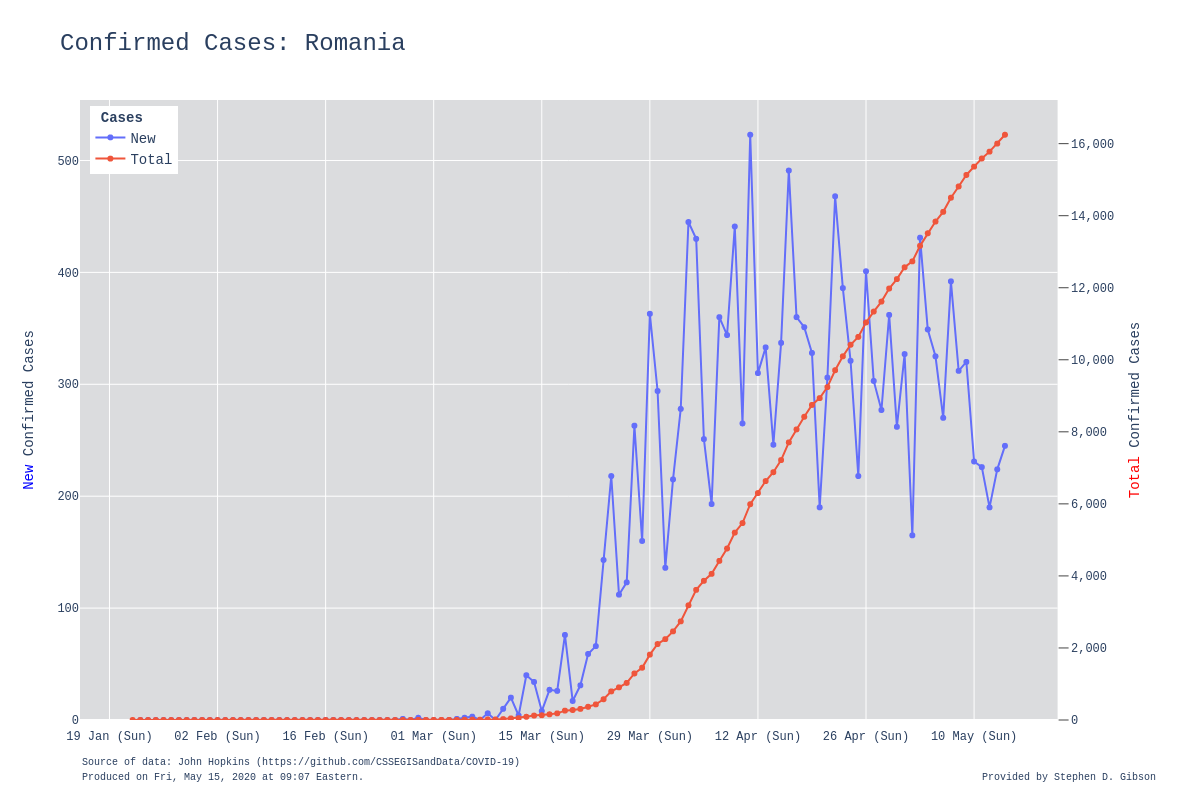 Confirmed Cases: Romania
Cases
New
Total
500
400
300
200
100
0
New Confirmed Cases
16,000
14,000
12,000
10,000
8,000
6,000
4,000
2,000
0
Total Confirmed Cases
19 Jan (Sun) 02 Feb (Sun) 16 Feb (Sun) 01 Mar (Sun) 15 Mar (Sun) 29 Mar (Sun) 12 Apr (Sun) 26 Apr (Sun) 10 May (Sun)
Source of data: John Hopkins (https://github.com/CSSEGISandData/COVID-19)
Produced on Fri, May 15, 2020 at 09:07 Eastern.
Provided by Stephen D. Gibson